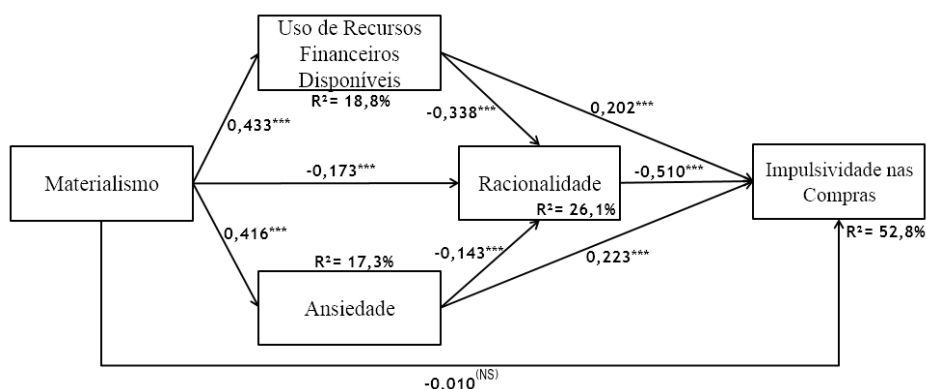 Uso de Recursos
Financeiros
Disponíveis
R²= 18,8%
0,433***
-0,338***
0,202***
Materialismo
-0,173***
Racionalidade
R²= 26,1%
-0,510***
Impulsividade nas
Compras
R²= 52,8%
0,416***
R²= 17,3%
-0,143***
0,223***
Ansiedade
-0,010(NS)